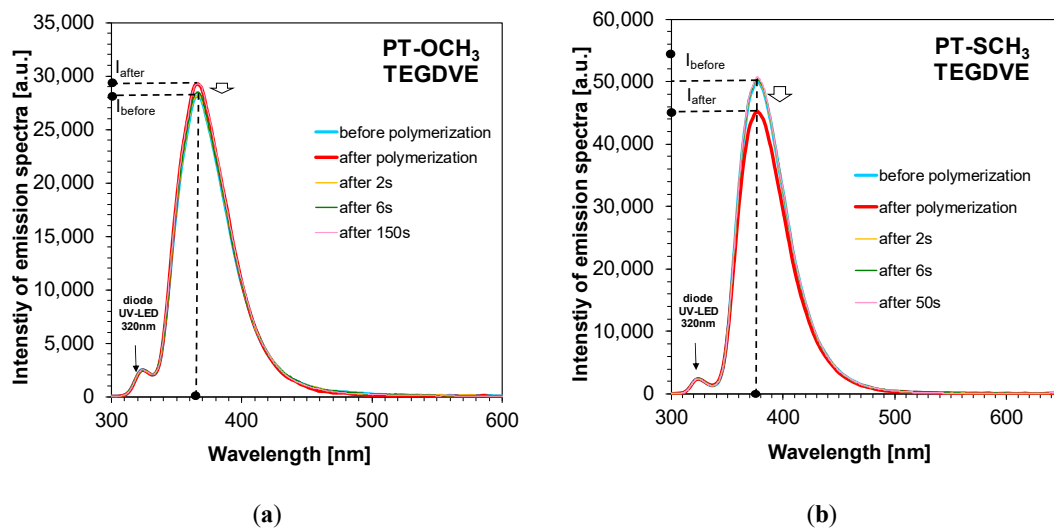 35,000
30,000
25,000
20,000
15,000
10,000
5,000
0
Intenstiy of emission spectra [a.u.]
I after
I before
PT-OCH3
TEGDVE
before polymerization
after polymerization
after 2s
after 6s
after 150s
diode
UV-LED
320nm
300 400 500 600
Wavelength [nm]
(a)
60,000
50,000
40,000
30,000
20,000
10,000
0
Intenstiy of emission spectra [a.u.]
I before
I after
PT-SCH3
TEGDVE
before polymerization
after polymerization
after 2s
after 6s
after 50s
diode
UV-LED
320nm
300 400 500 600
Wavelength [nm]
(b)